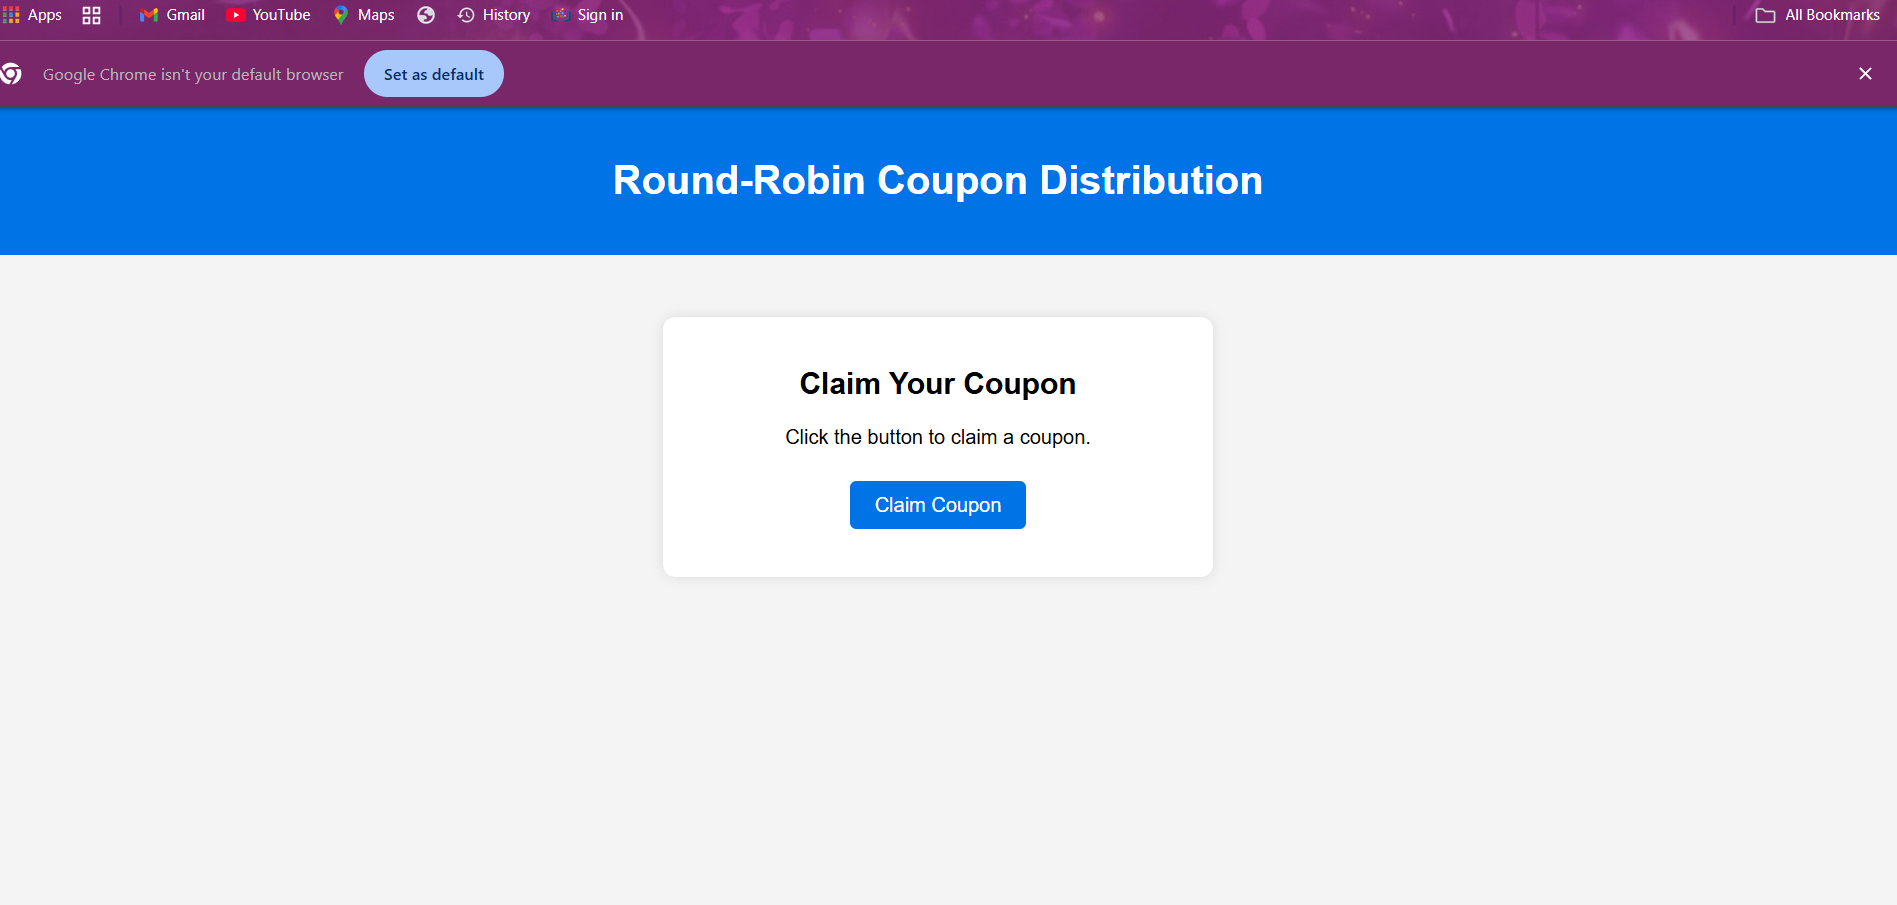 Apps Gmail YouTube Maps History Sign in All Bookmarks
Google Chrome isn't your default browser Set as default
Round-Robin Coupon Distribution
Claim Your Coupon
Click the button to claim a coupon.
Claim Coupon